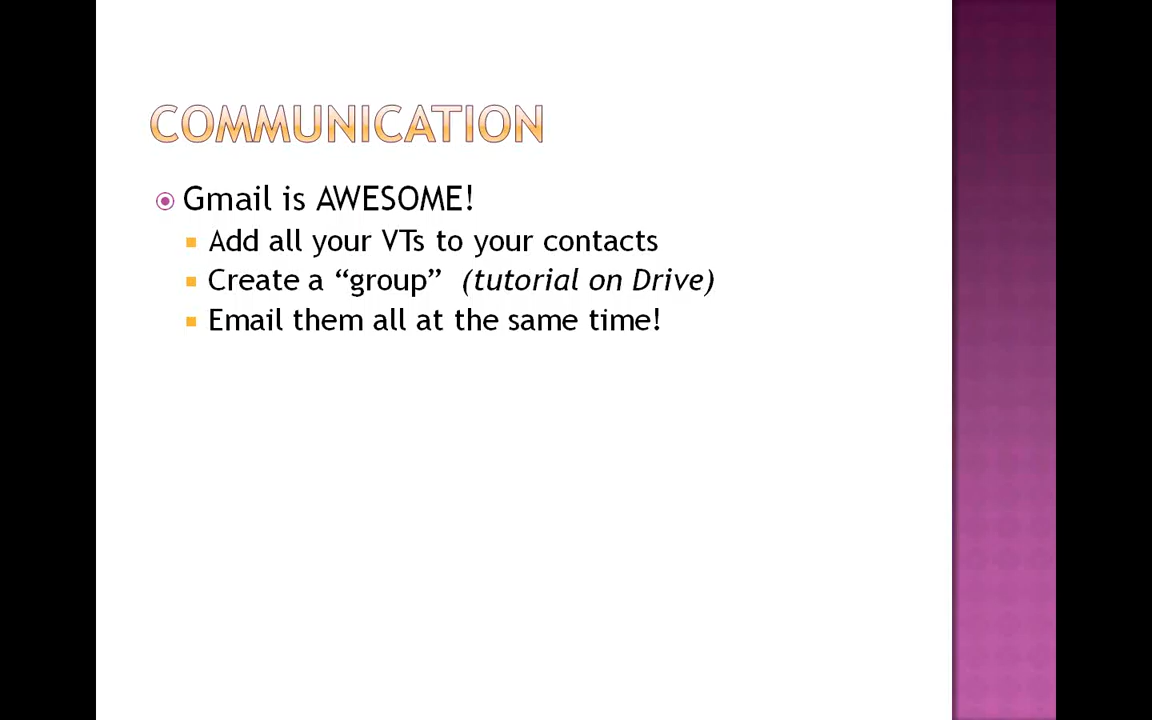 COMMUNICATION
Gmail is AWESOME!
Add all your VTs to your contacts
Create a “group” (tutorial on Drive)
Email them all at the same time!